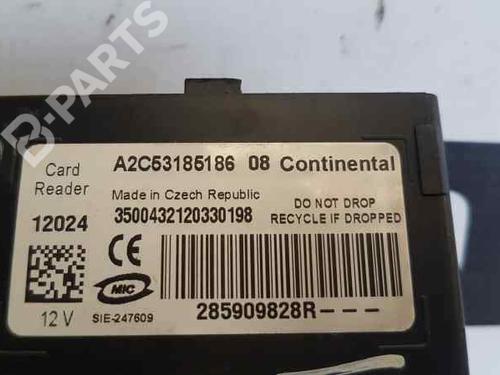 B-PARTS
Card
Reader
A2C53185186 08 Continental
Made in Czech Republic
12024
3500432120330198
DO NOT DROP
RECYCLE IF DROPPED
CE
MIC
12 V
SIE-247609
285909828R---